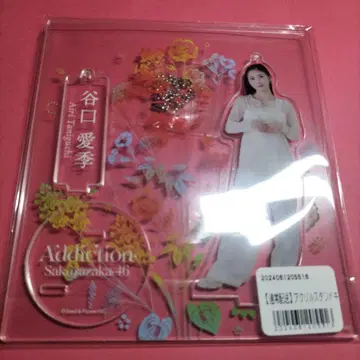 谷口 愛季
Airi Taniguchi
Addiction
Sakurazaka46
2024081205516
【通常配送】アクリルスタンド